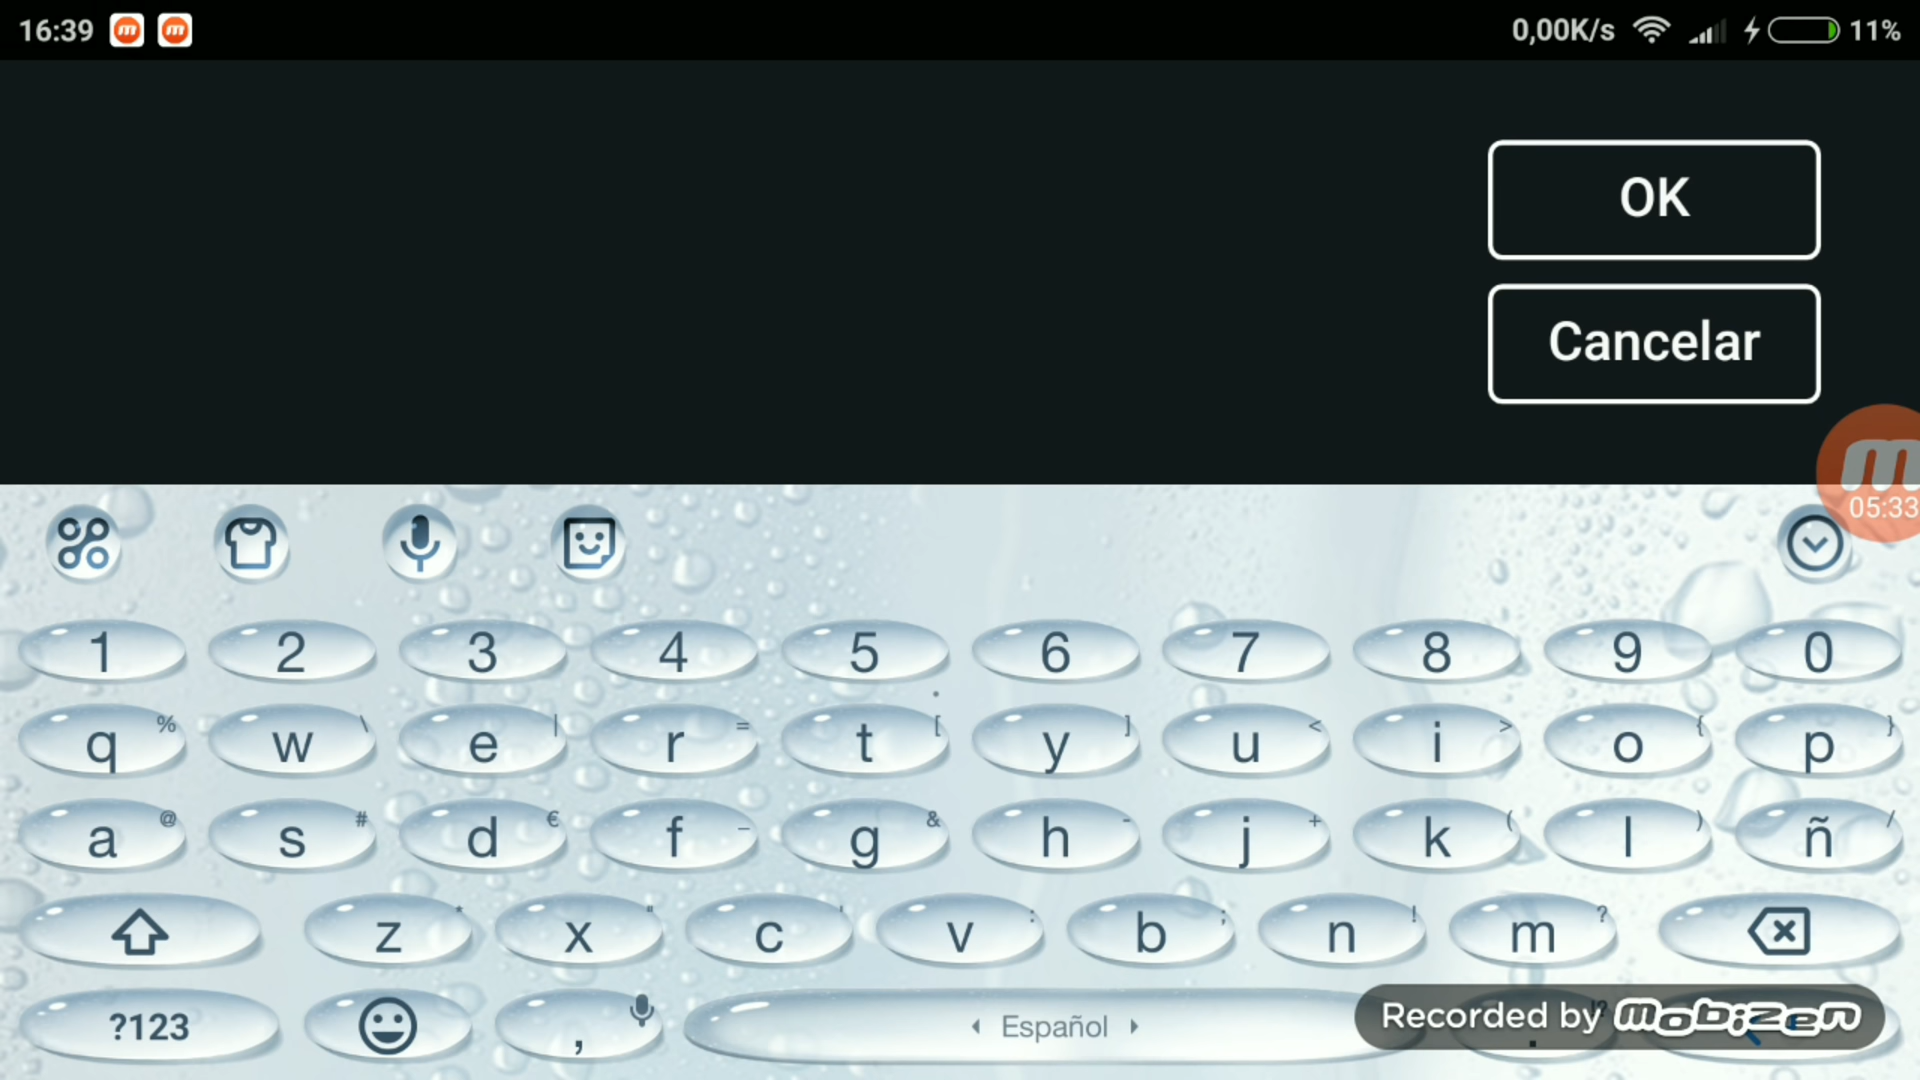 16:39 0,00K/s 11%
OK
Cancelar
05:33
1 2 3 4 5 6 7 8 9 0
q % w \ e | r = t [ y ] u < i > o { p }
a @ s # d € f _ g & h - j + k ( l ) ñ /
z * x " c ' v : b ; n ! m ?
?123 , Español .
Recorded by mobizen